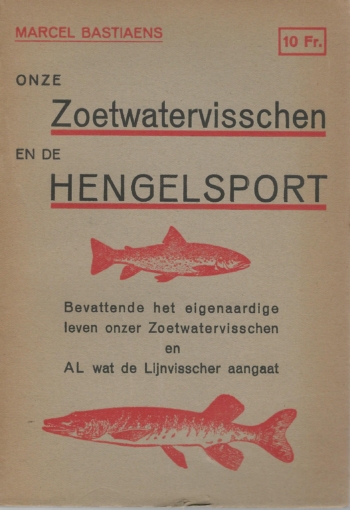 MARCEL BASTIAENS
10 Fr.
ONZE
Zoetwatervisschen
EN DE
HENGELSPORT
Bevattende het eigenaardige
leven onzer Zoetwatervisschen
en
AL wat de Lijnvisscher aangaat